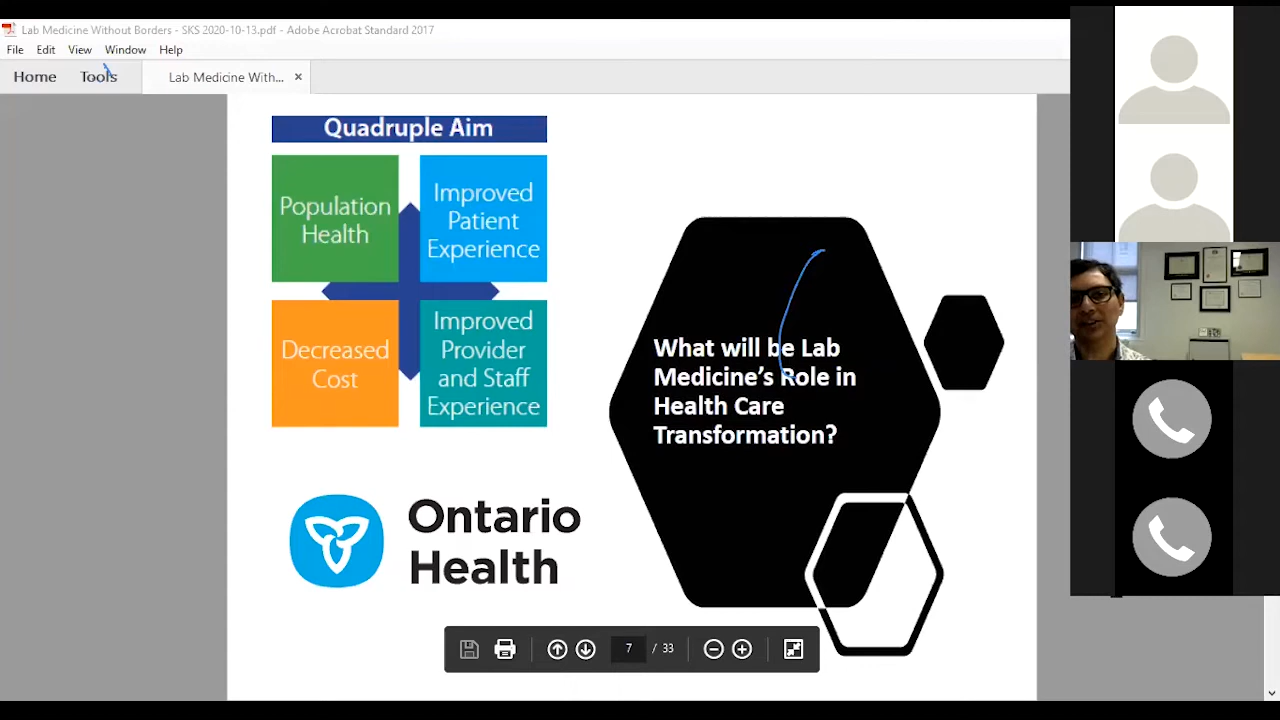 Lab Medicine Without Borders - SKS 2020-10-13.pdf - Adobe Acrobat Standard 2017
File Edit View Window Help
Home Tools Lab Medicine With... ×
Quadruple Aim
Population
Health
Improved
Patient
Experience
Decreased
Cost
Improved
Provider
and Staff
Experience
What will be Lab
Medicine’s Role in
Health Care
Transformation?
Ontario
Health
7 / 33